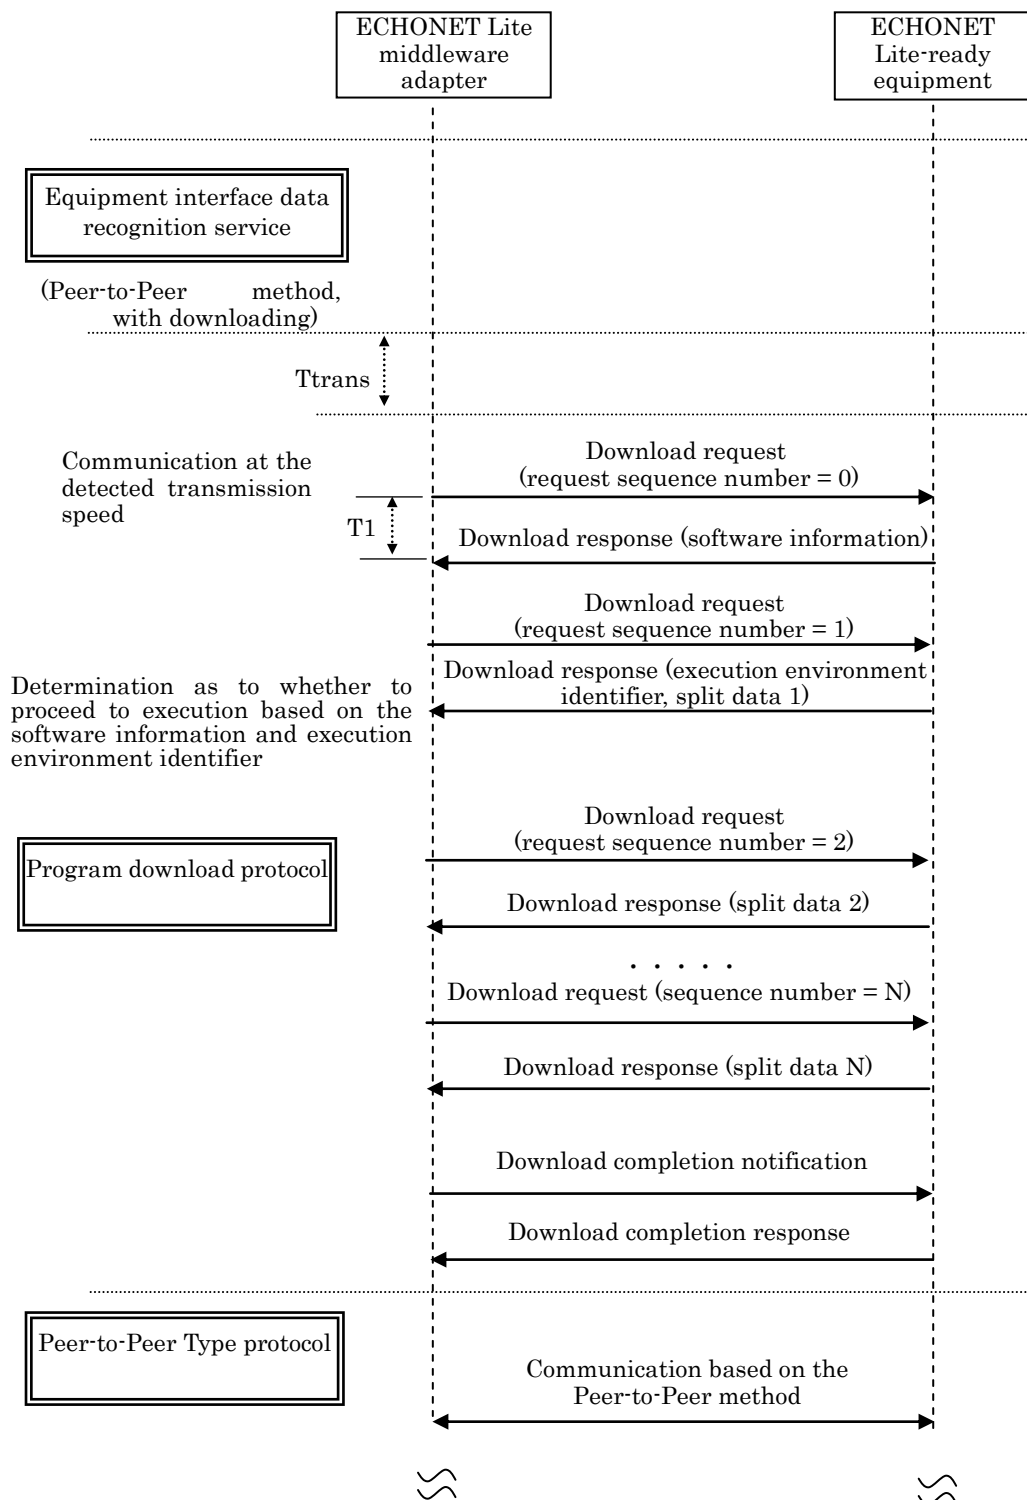 ECHONET Lite
middleware
adapter
ECHONET
Lite-ready
equipment
Equipment interface data
recognition service
(Peer-to-Peer method,
with downloading)
Ttrans
Communication at the
detected transmission
speed
Download request
(request sequence number = 0)
T1
Download response (software information)
Download request
(request sequence number = 1)
Download response (execution environment
identifier, split data 1)
Determination as to whether to
proceed to execution based on the
software information and execution
environment identifier
Download request
(request sequence number = 2)
Program download protocol
Download response (split data 2)
. . . . .
Download request (sequence number = N)
Download response (split data N)
Download completion notification
Download completion response
Peer-to-Peer Type protocol
Communication based on the
Peer-to-Peer method